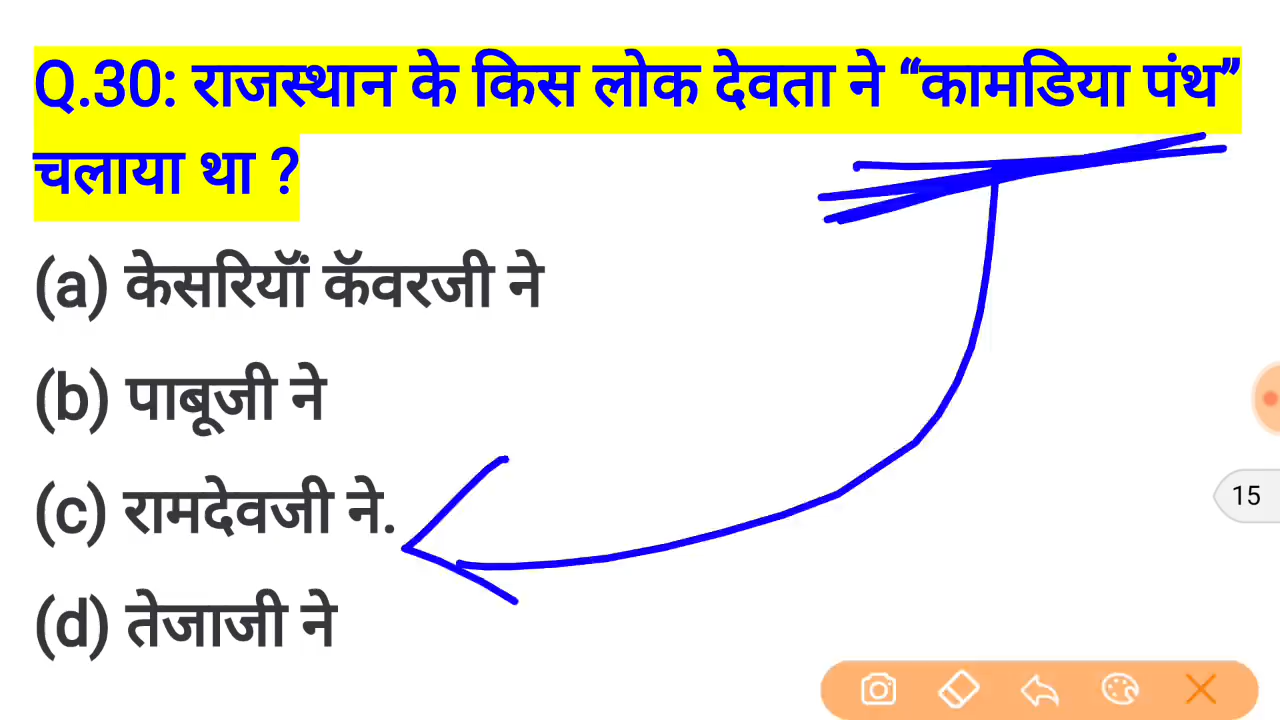 Q.30: राजस्थान के किस लोक देवता ने “कामडिया पंथ”
चलाया था ?
(a) केसरियाॅं कॅवरजी ने
(b) पाबूजी ने
(c) रामदेवजी ने.
(d) तेजाजी ने
15